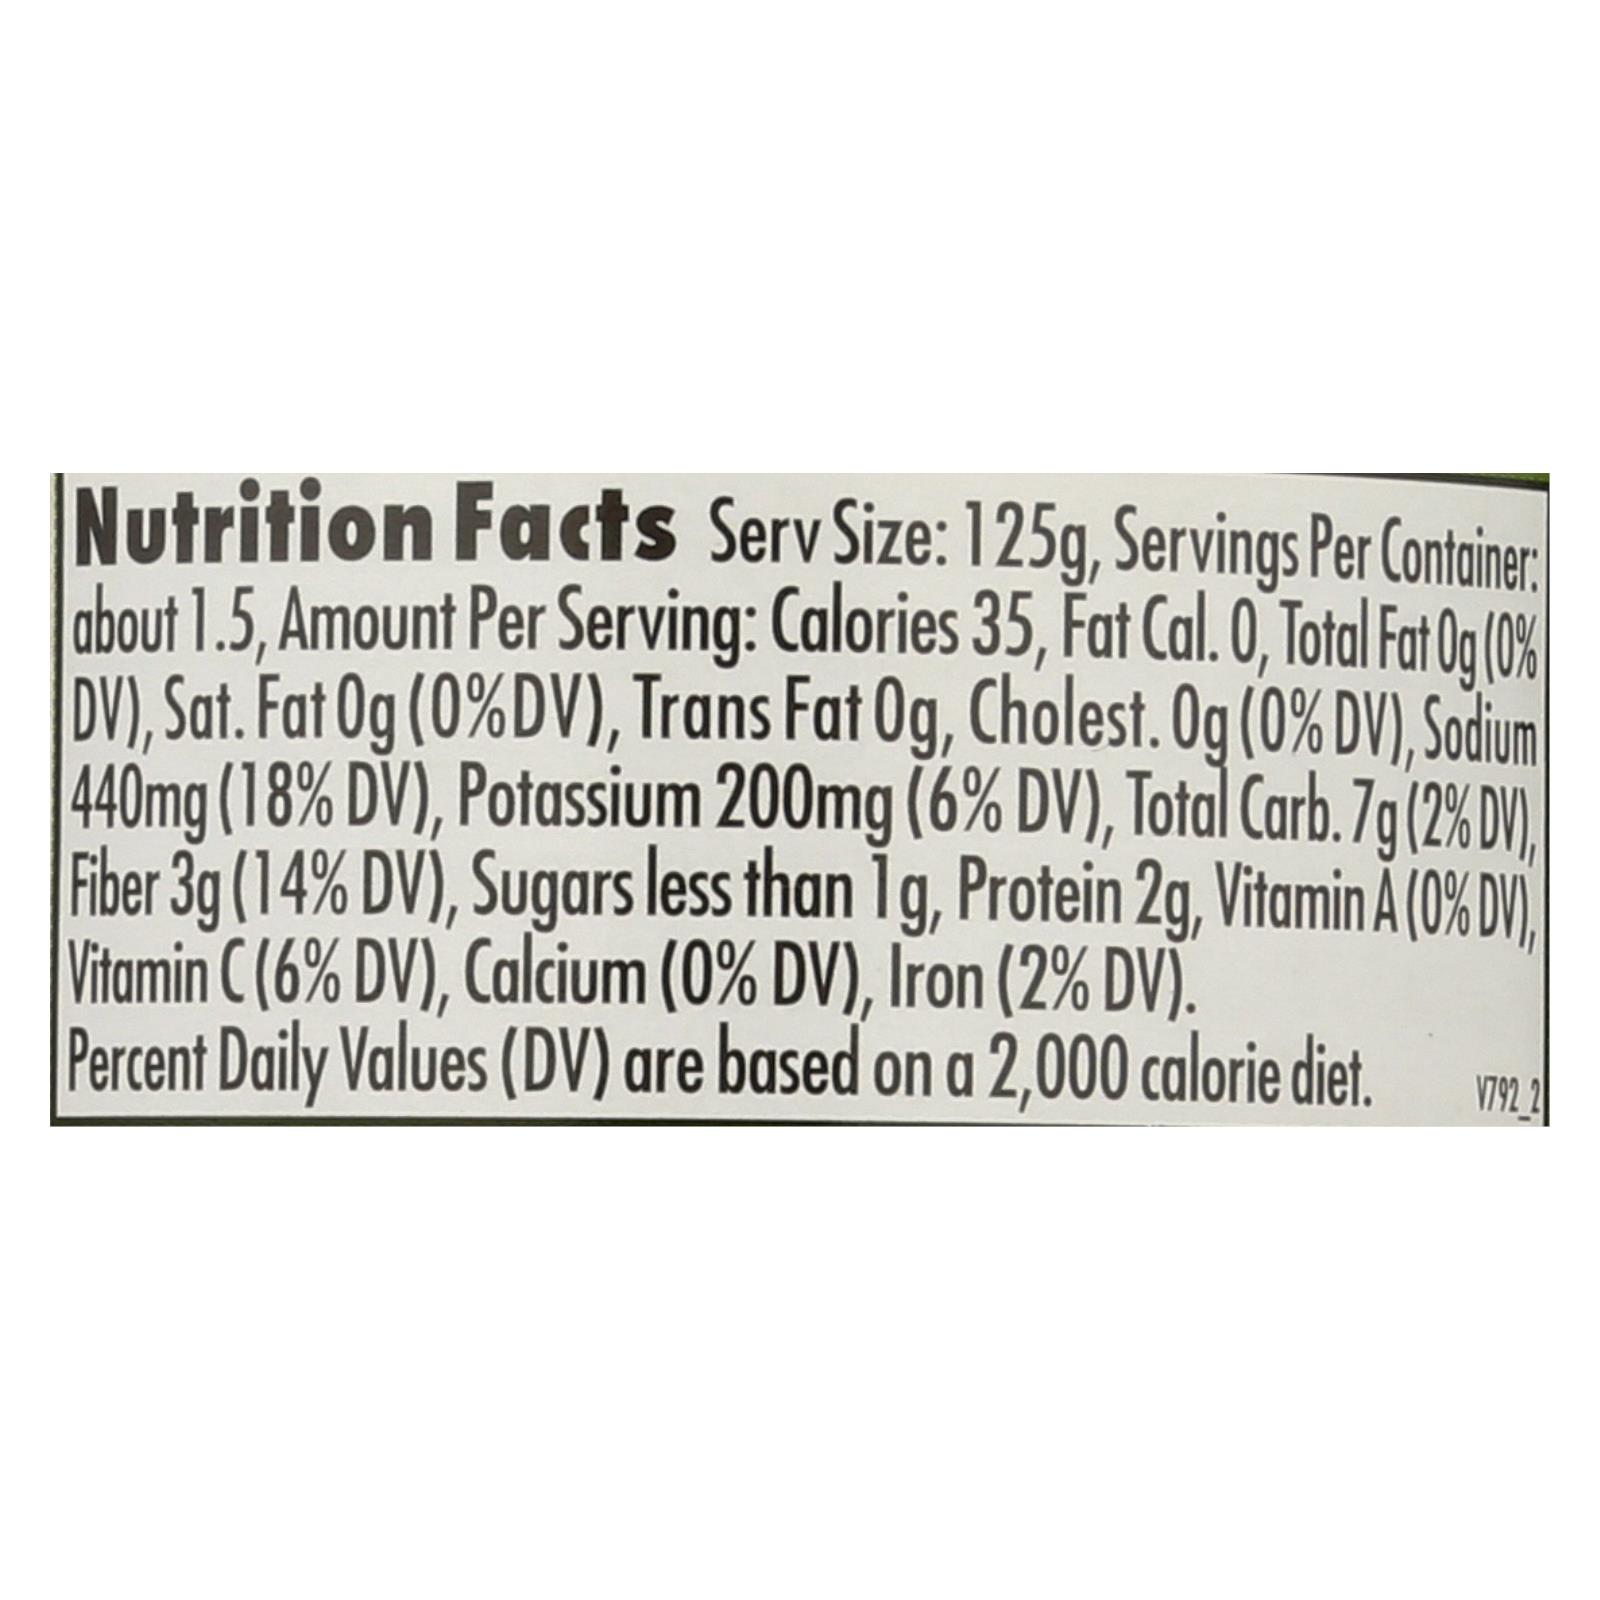 Nutrition Facts Serv Size: 125g, Servings Per Container:
about 1.5, Amount Per Serving: Calories 35, Fat Cal. 0, Total Fat 0g (0%
DV), Sat. Fat 0g (0%DV), Trans Fat 0g, Cholest. 0g (0% DV), Sodium
440mg (18% DV), Potassium 200mg (6% DV), Total Carb. 7g (2% DV),
Fiber 3g (14% DV), Sugars less than 1g, Protein 2g, Vitamin A (0% DV),
Vitamin C (6% DV), Calcium (0% DV), Iron (2% DV).
Percent Daily Values (DV) are based on a 2,000 calorie diet. V792_2